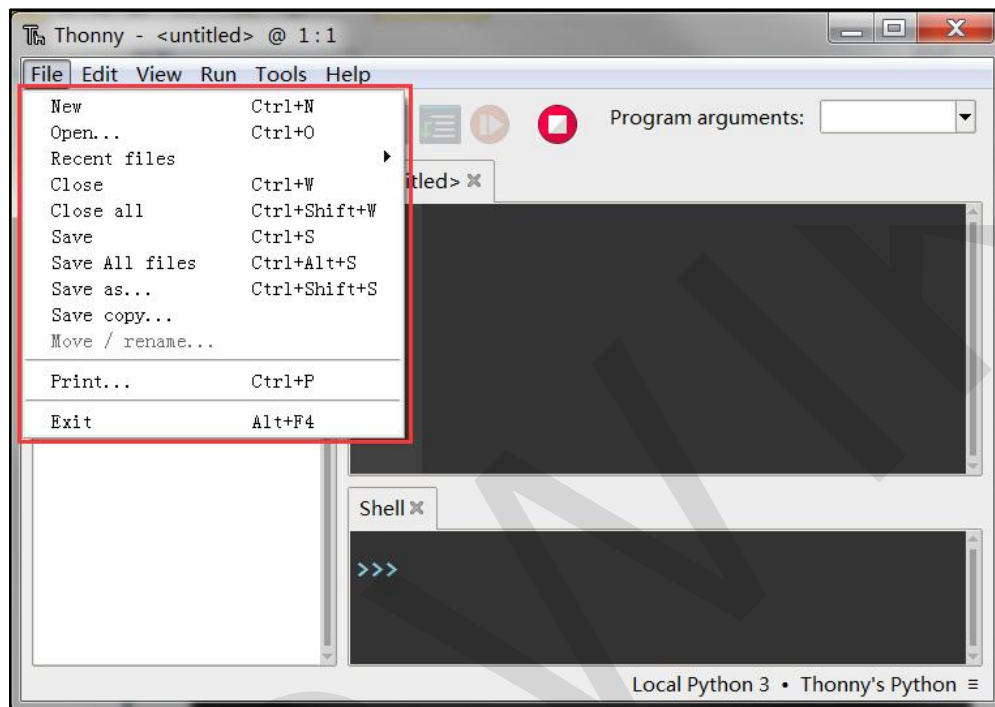 Thonny - <untitled> @ 1:1
File Edit View Run Tools Help
New Ctrl+N
Open... Ctrl+O
Recent files
Close Ctrl+W
Close all Ctrl+Shift+W
Save Ctrl+S
Save All files Ctrl+Alt+S
Save as... Ctrl+Shift+S
Save copy...
Move / rename...
Print... Ctrl+P
Exit Alt+F4
Program arguments:
itled>
Shell
>>>
Local Python 3 • Thonny's Python ≡